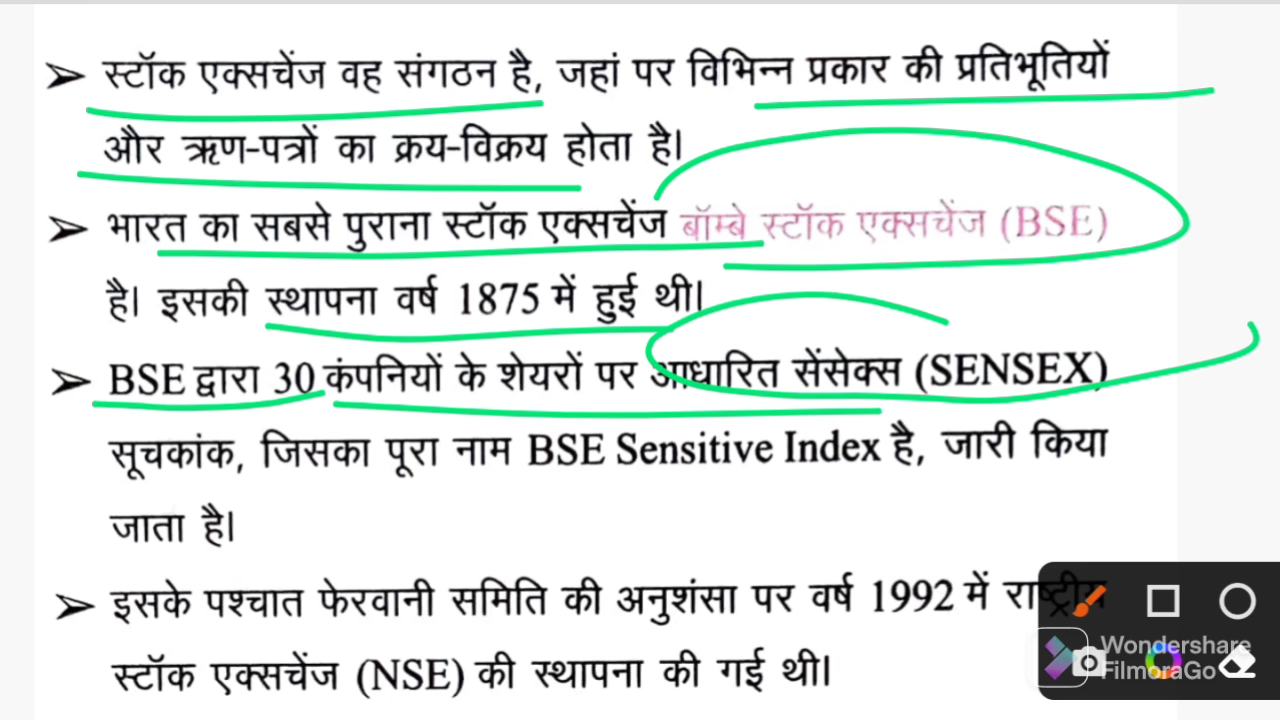 ➢ स्टॉक एक्सचेंज वह संगठन है, जहां पर विभिन्न प्रकार की प्रतिभूतियों
और ऋण-पत्रों का क्रय-विक्रय होता है।
➢ भारत का सबसे पुराना स्टॉक एक्सचेंज बॉम्बे स्टॉक एक्सचेंज (BSE)
है। इसकी स्थापना वर्ष 1875 में हुई थी।
➢ BSE द्वारा 30 कंपनियों के शेयरों पर आधारित सेंसेक्स (SENSEX)
सूचकांक, जिसका पूरा नाम BSE Sensitive Index है, जारी किया
जाता है।
➢ इसके पश्चात फेरवानी समिति की अनुशंसा पर वर्ष 1992 में राष्ट्रीय
स्टॉक एक्सचेंज (NSE) की स्थापना की गई थी।
Wondershare
FilmoraGo